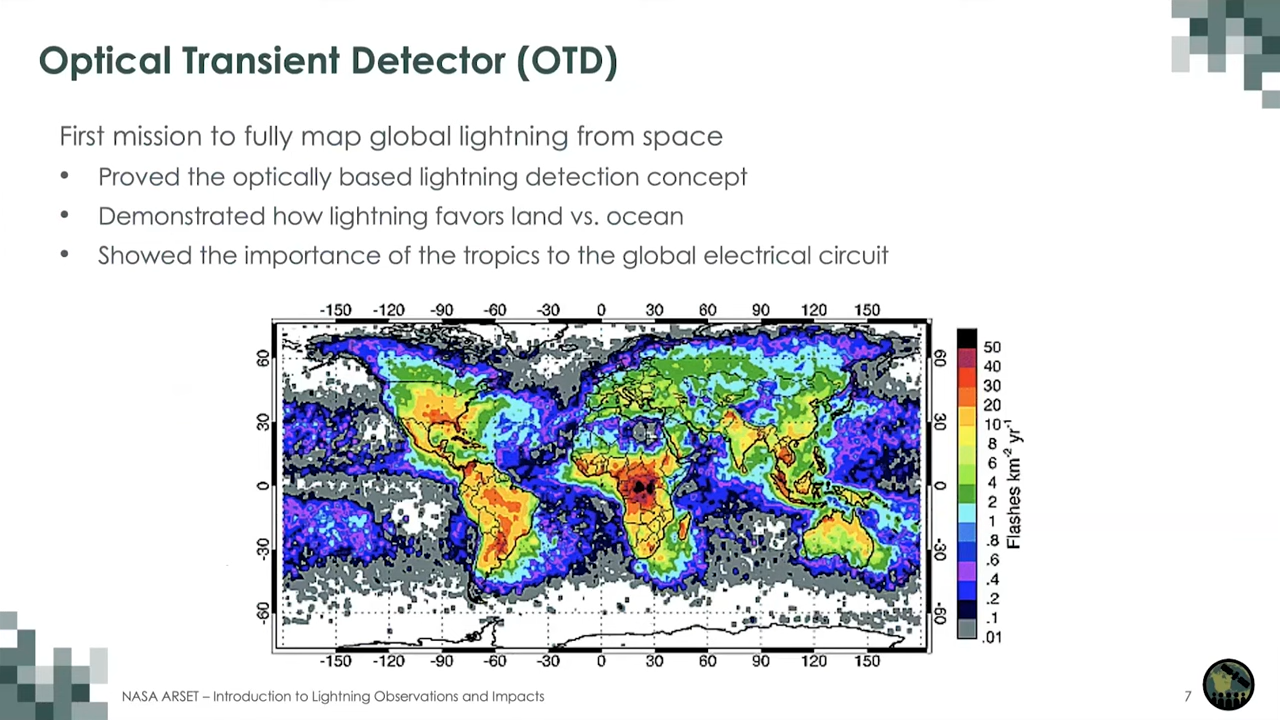 Optical Transient Detector (OTD)
First mission to fully map global lightning from space
• Proved the optically based lightning detection concept
• Demonstrated how lightning favors land vs. ocean
• Showed the importance of the tropics to the global electrical circuit
-150 -120 -90 -60 -30 0 30 60 90 120 150
60 60
30 30
0 0
-30 -30
-60 -60
-150 -120 -90 -60 -30 0 30 60 90 120 150
50
40
30
20
10
8
6
4
2
1
.8
.6
.4
.2
.1
.01
Flashes km⁻² yr⁻¹
NASA ARSET – Introduction to Lightning Observations and Impacts
7